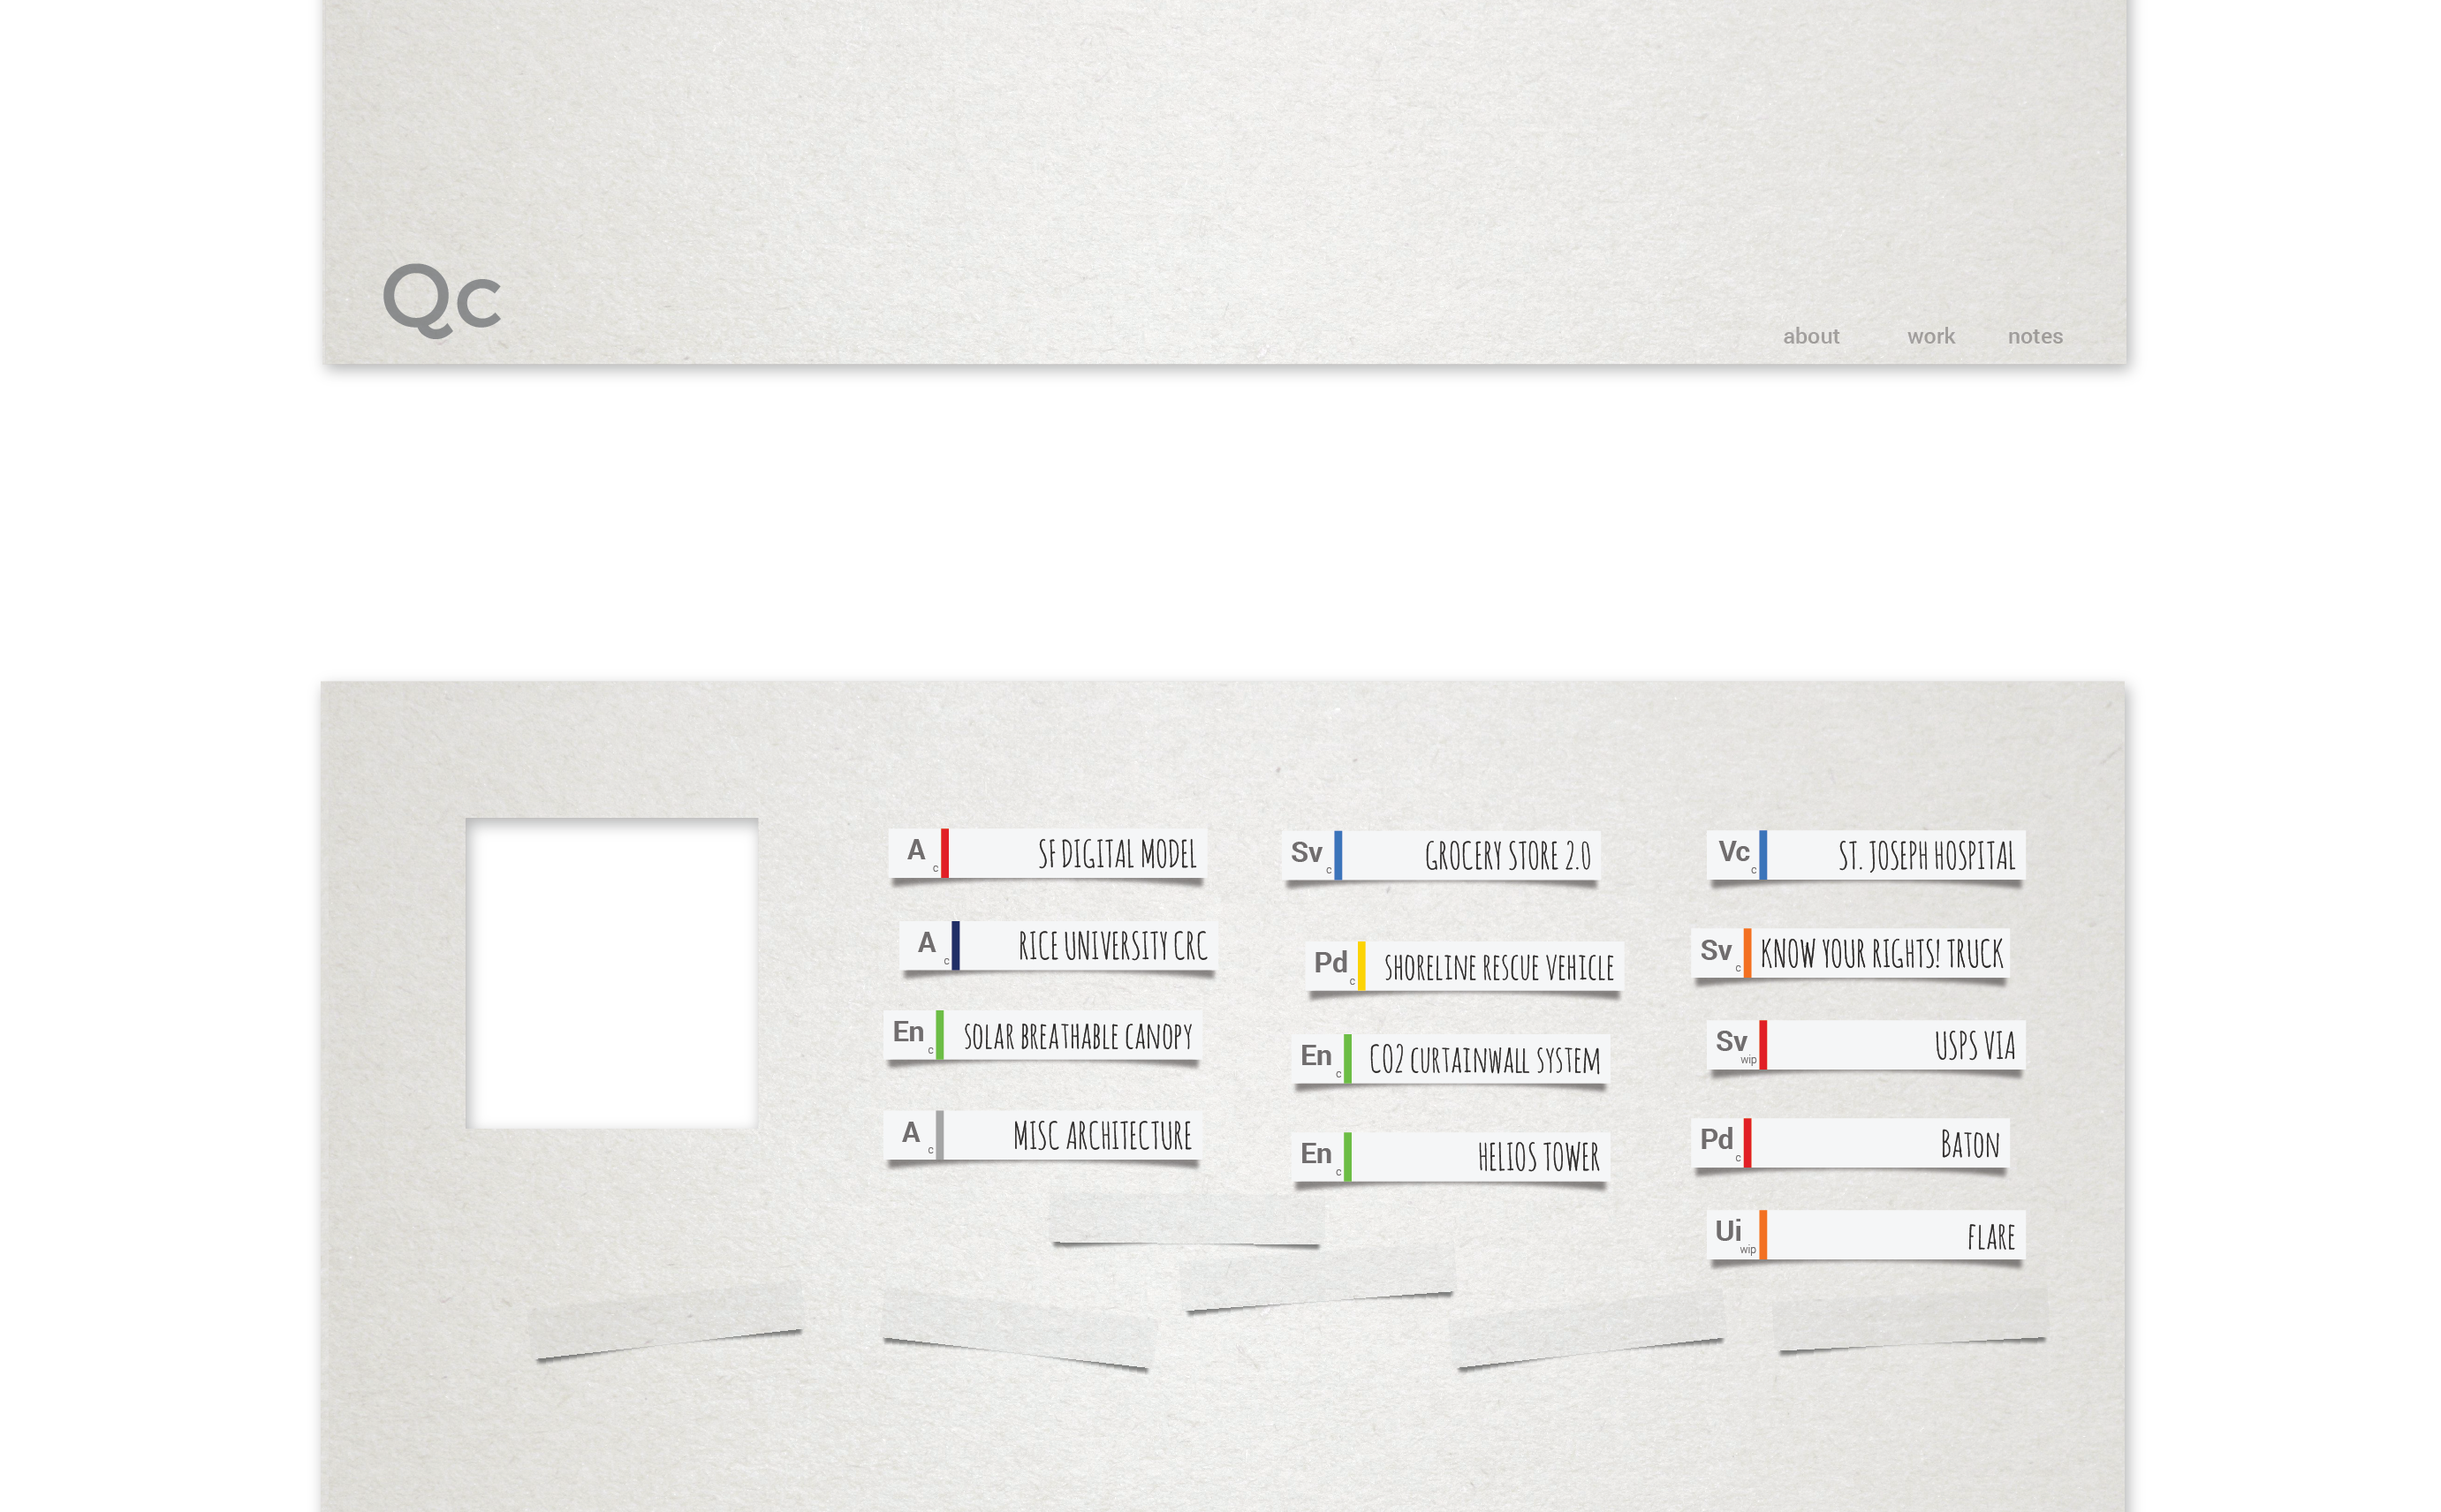 Qc
about work notes
A c SF DIGITAL MODEL
A c RICE UNIVERSITY CRC
En c SOLAR BREATHABLE CANOPY
A c MISC ARCHITECTURE
Sv c GROCERY STORE 2.0
Pd c SHORELINE RESCUE VEHICLE
En c CO2 CURTAINWALL SYSTEM
En c HELIOS TOWER
Vc c ST. JOSEPH HOSPITAL
Sv c KNOW YOUR RIGHTS! TRUCK
Sv wip USPS VIA
Pd c BATON
Ui wip FLARE